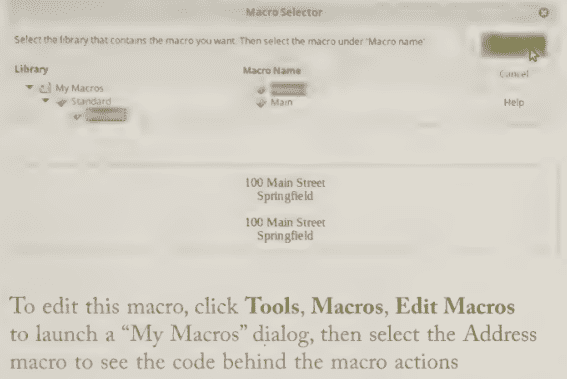 Macro Selector
Select the library that contains the macro you want. Then select the macro under 'Macro name'
Library
Macro Name
Cancel
My Macros
Standard
Main
Help
100 Main Street
Springfield
100 Main Street
Springfield
To edit this macro, click Tools, Macros, Edit Macros
to launch a “My Macros” dialog, then select the Address
macro to see the code behind the macro actions